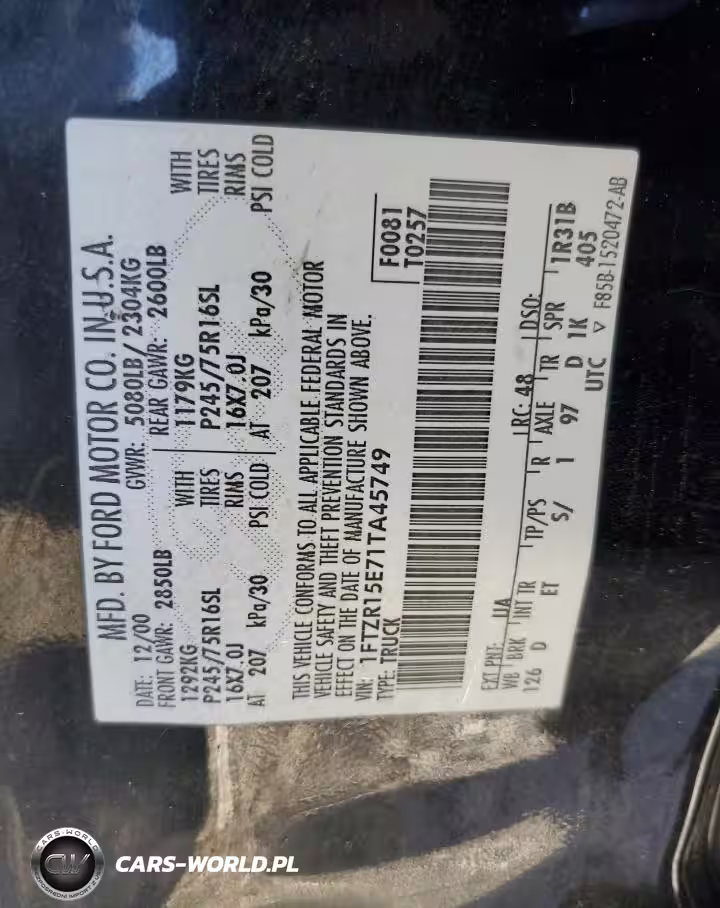 MFD. BY FORD MOTOR CO. IN U.S.A.
DATE: 12/00 GVWR: 5080LB/ 2304KG
FRONT GAWR: 2850LB REAR GAWR: 2600LB
1292KG WITH 1179KG WITH
P245/75R16SL TIRES P245/75R16SL TIRES
16X7.0J RIMS 16X7.0J RIMS
AT 207 kPa/30 PSI COLD AT 207 kPa/30 PSI COLD
THIS VEHICLE CONFORMS TO ALL APPLICABLE FEDERAL MOTOR
VEHICLE SAFETY AND THEFT PREVENTION STANDARDS IN
EFFECT ON THE DATE OF MANUFACTURE SHOWN ABOVE.
VIN: 1FTZR15E71TA45749
TYPE: TRUCK
F0081
T0257
EXT PNT: UA RC: 48 DSO:
WB BRK INT TR TP/PS R AXLE TR SPR 1R31B
126 D ET S/ 1 97 D 1K 405
UTC ▽ F85B-1520472-AB
CARS-WORLD
CW
CARS-WORLD.PL